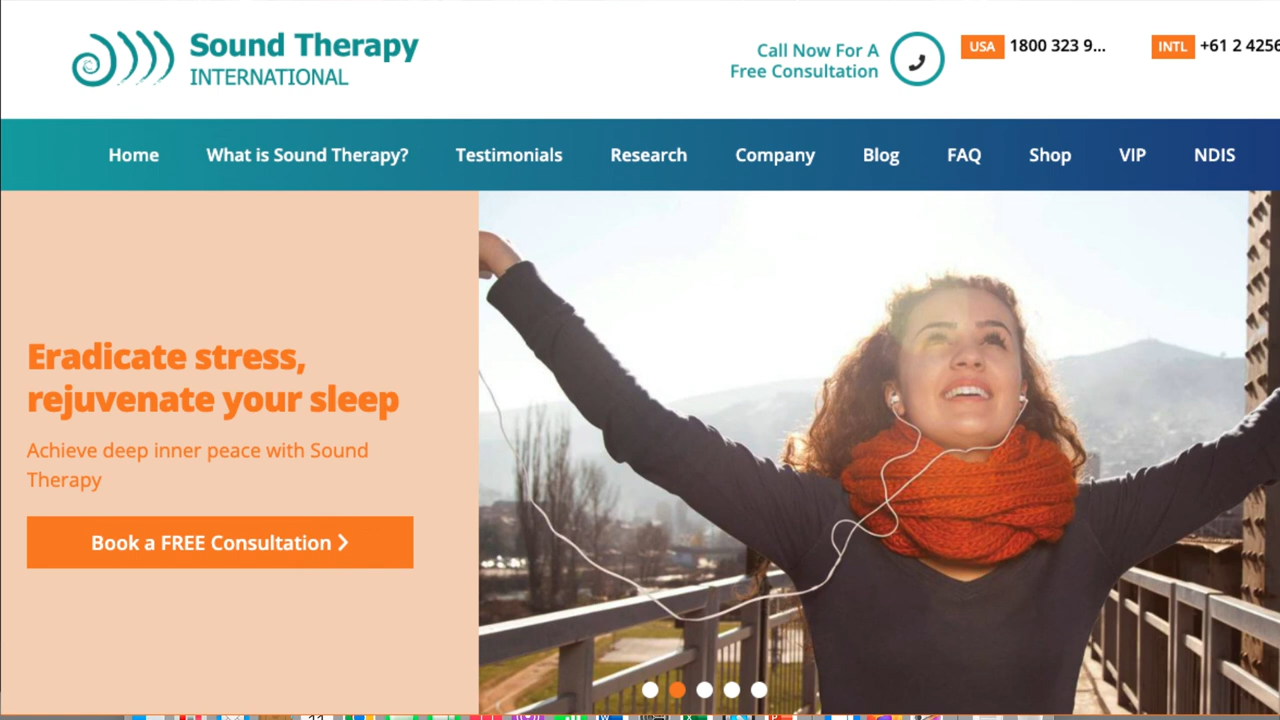 Sound Therapy
INTERNATIONAL
Call Now For A
Free Consultation
USA 1800 323 9...
INTL +61 2 4256
Home What is Sound Therapy? Testimonials Research Company Blog FAQ Shop VIP NDIS
Eradicate stress,
rejuvenate your sleep
Achieve deep inner peace with Sound
Therapy
Book a FREE Consultation